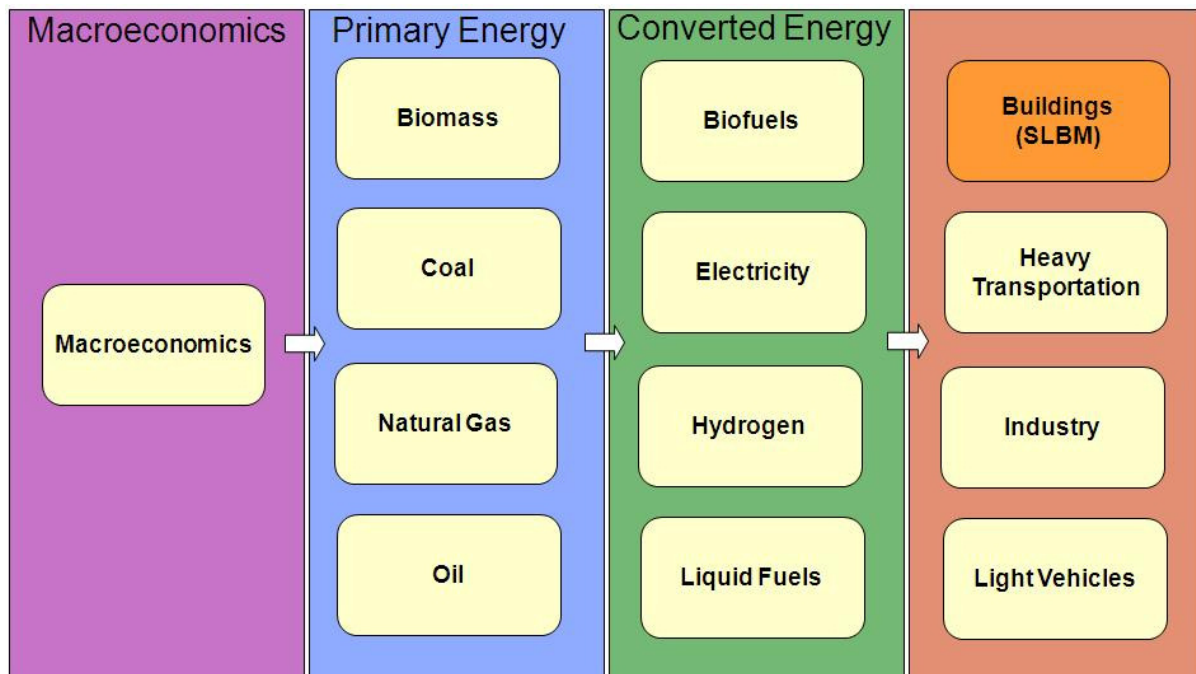 Macroeconomics
Macroeconomics
Primary Energy
Biomass
Coal
Natural Gas
Oil
Converted Energy
Biofuels
Electricity
Hydrogen
Liquid Fuels
Buildings
(SLBM)
Heavy
Transportation
Industry
Light Vehicles